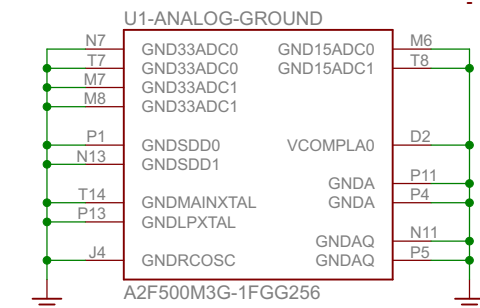 U1-ANALOG-GROUND
N7 GND33ADC0 GND15ADC0 M6
T7 GND33ADC0 GND15ADC1 T8
M7 GND33ADC1
M8 GND33ADC1
P1 GNDSDD0 VCOMPLA0 D2
N13 GNDSDD1
GNDA P11
T14 GNDMAINXTAL GNDA P4
P13 GNDLPXTAL
GNDAQ N11
J4 GNDRCOSC GNDAQ P5
A2F500M3G-1FGG256